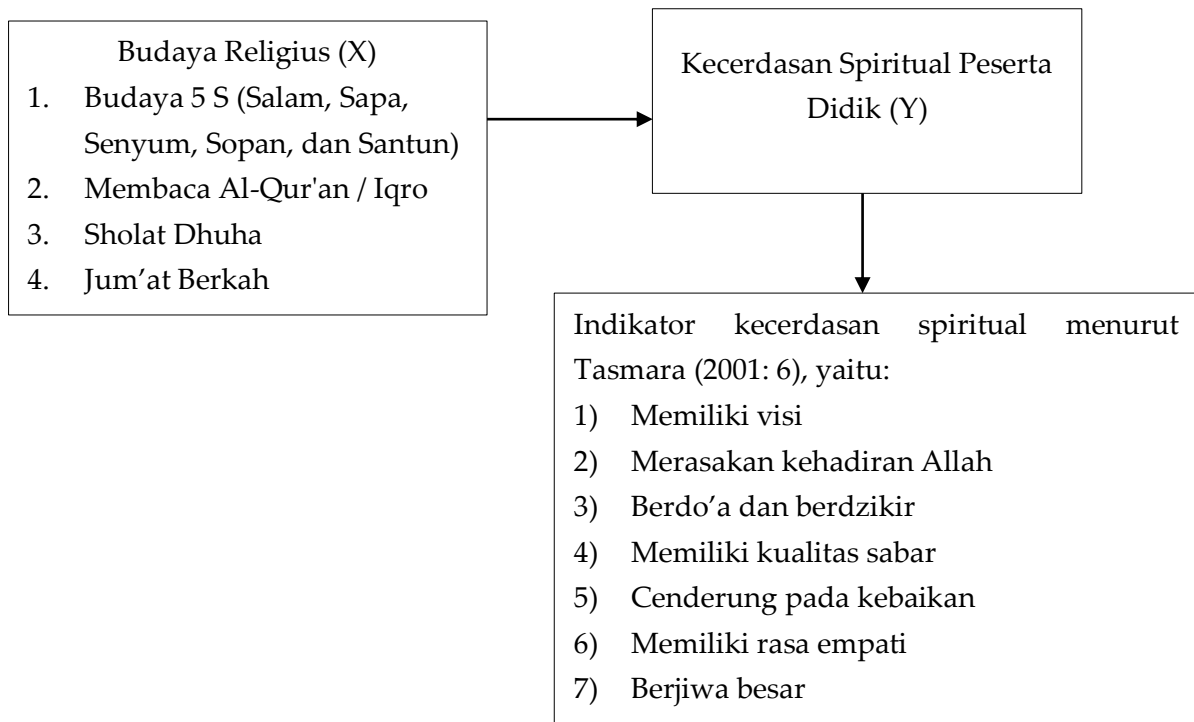 Budaya Religius (X)
1. Budaya 5 S (Salam, Sapa,
Senyum, Sopan, dan Santun)
2. Membaca Al-Qur'an / Iqro
3. Sholat Dhuha
4. Jum’at Berkah
Kecerdasan Spiritual Peserta
Didik (Y)
Indikator kecerdasan spiritual menurut
Tasmara (2001: 6), yaitu:
1) Memiliki visi
2) Merasakan kehadiran Allah
3) Berdo’a dan berdzikir
4) Memiliki kualitas sabar
5) Cenderung pada kebaikan
6) Memiliki rasa empati
7) Berjiwa besar